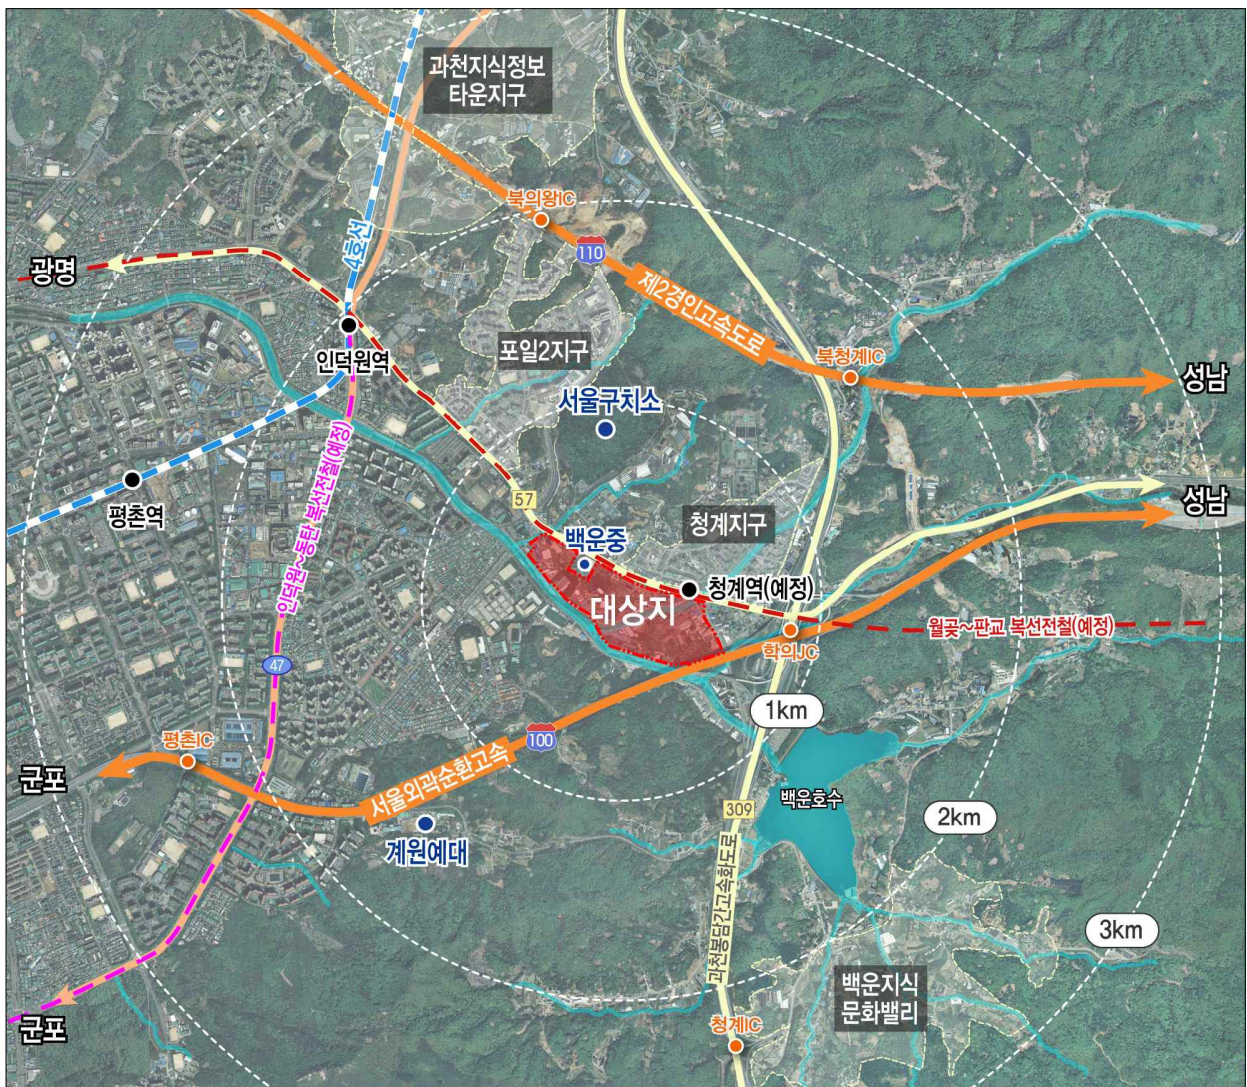 과천지식정보
타운지구
북의왕IC
4호선
110
광명
제2경인고속도로
인덕원역
포일2지구
북청계IC
성남
서울구치소
평촌역
57
인덕원~동탄 복선전철(예정)
청계지구
성남
백운중
청계역(예정)
대상지
월곶~판교 복선전철(예정)
학의JC
47
1km
평촌IC
100
군포
서울외곽순환고속
백운호수
309
2km
계원예대
과천봉담간고속화도로
3km
백운지식
문화밸리
군포
청계IC